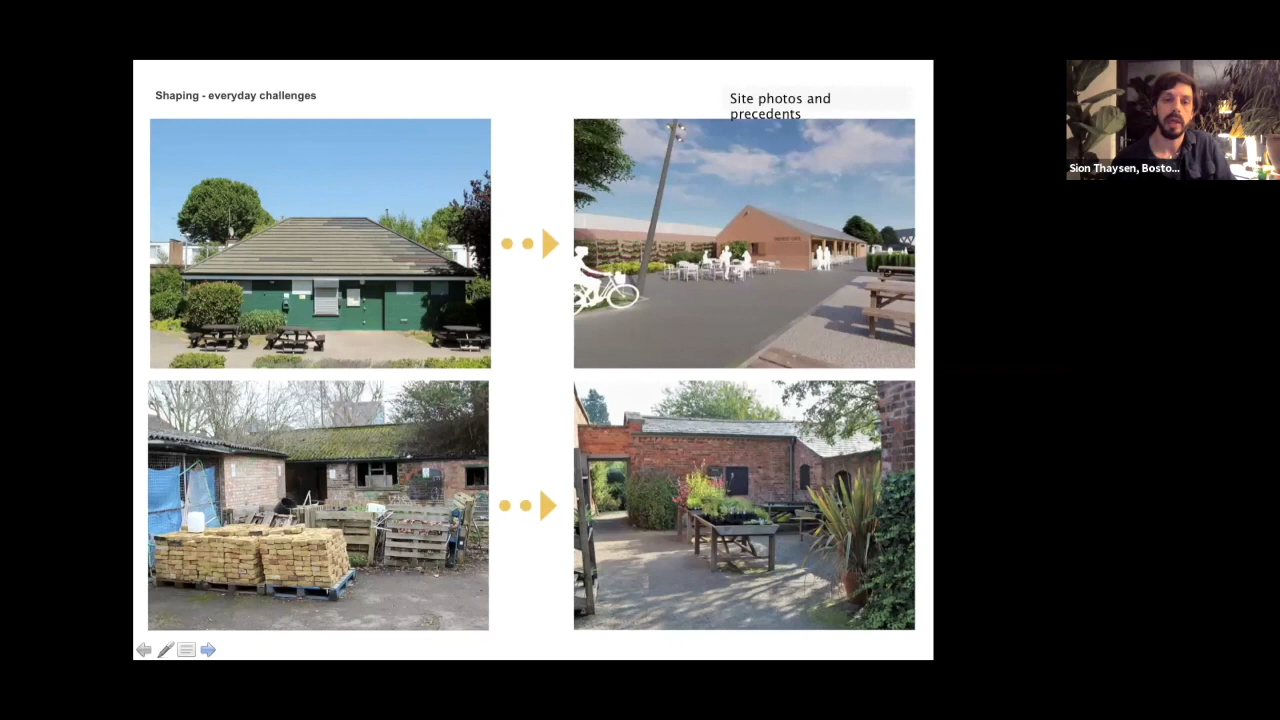 Shaping - everyday challenges
Site photos and
precedents
Sion Thaysen, Bosto...